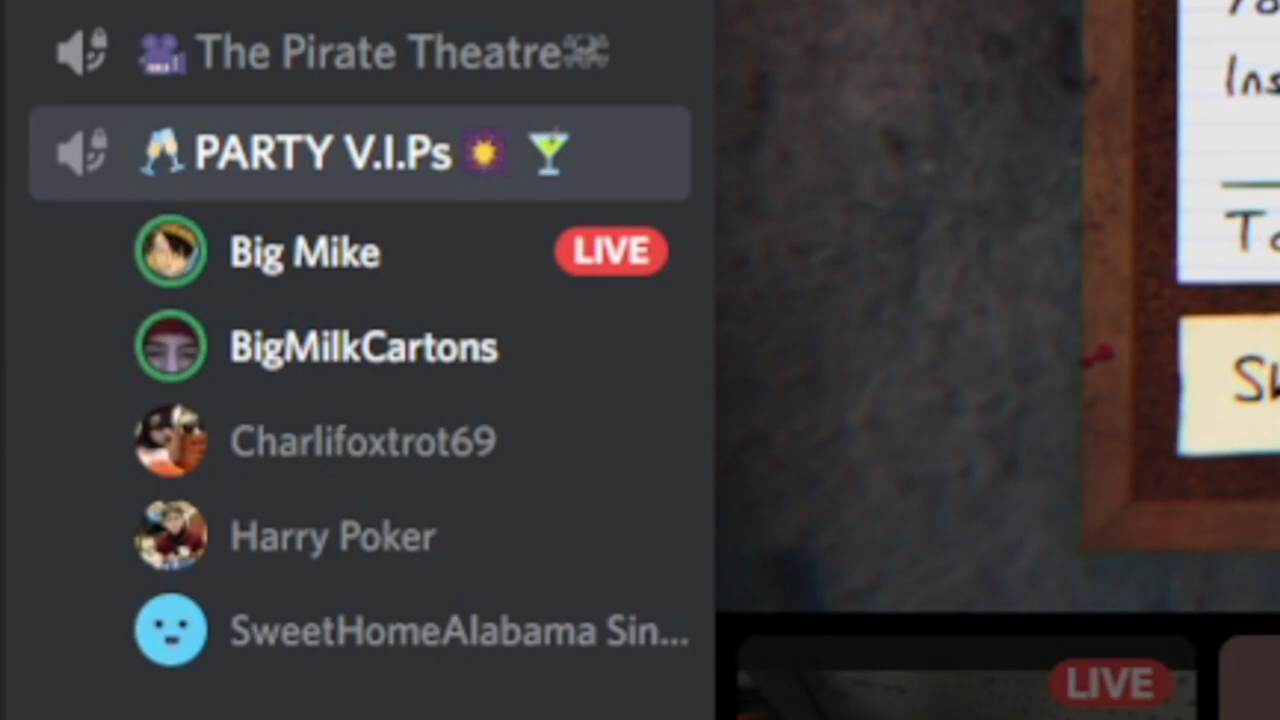 The Pirate Theatre
PARTY V.I.Ps
Big Mike
LIVE
BigMilkCartons
Charlifoxtrot69
Harry Poker
SweetHomeAlabama Sin...
LIVE